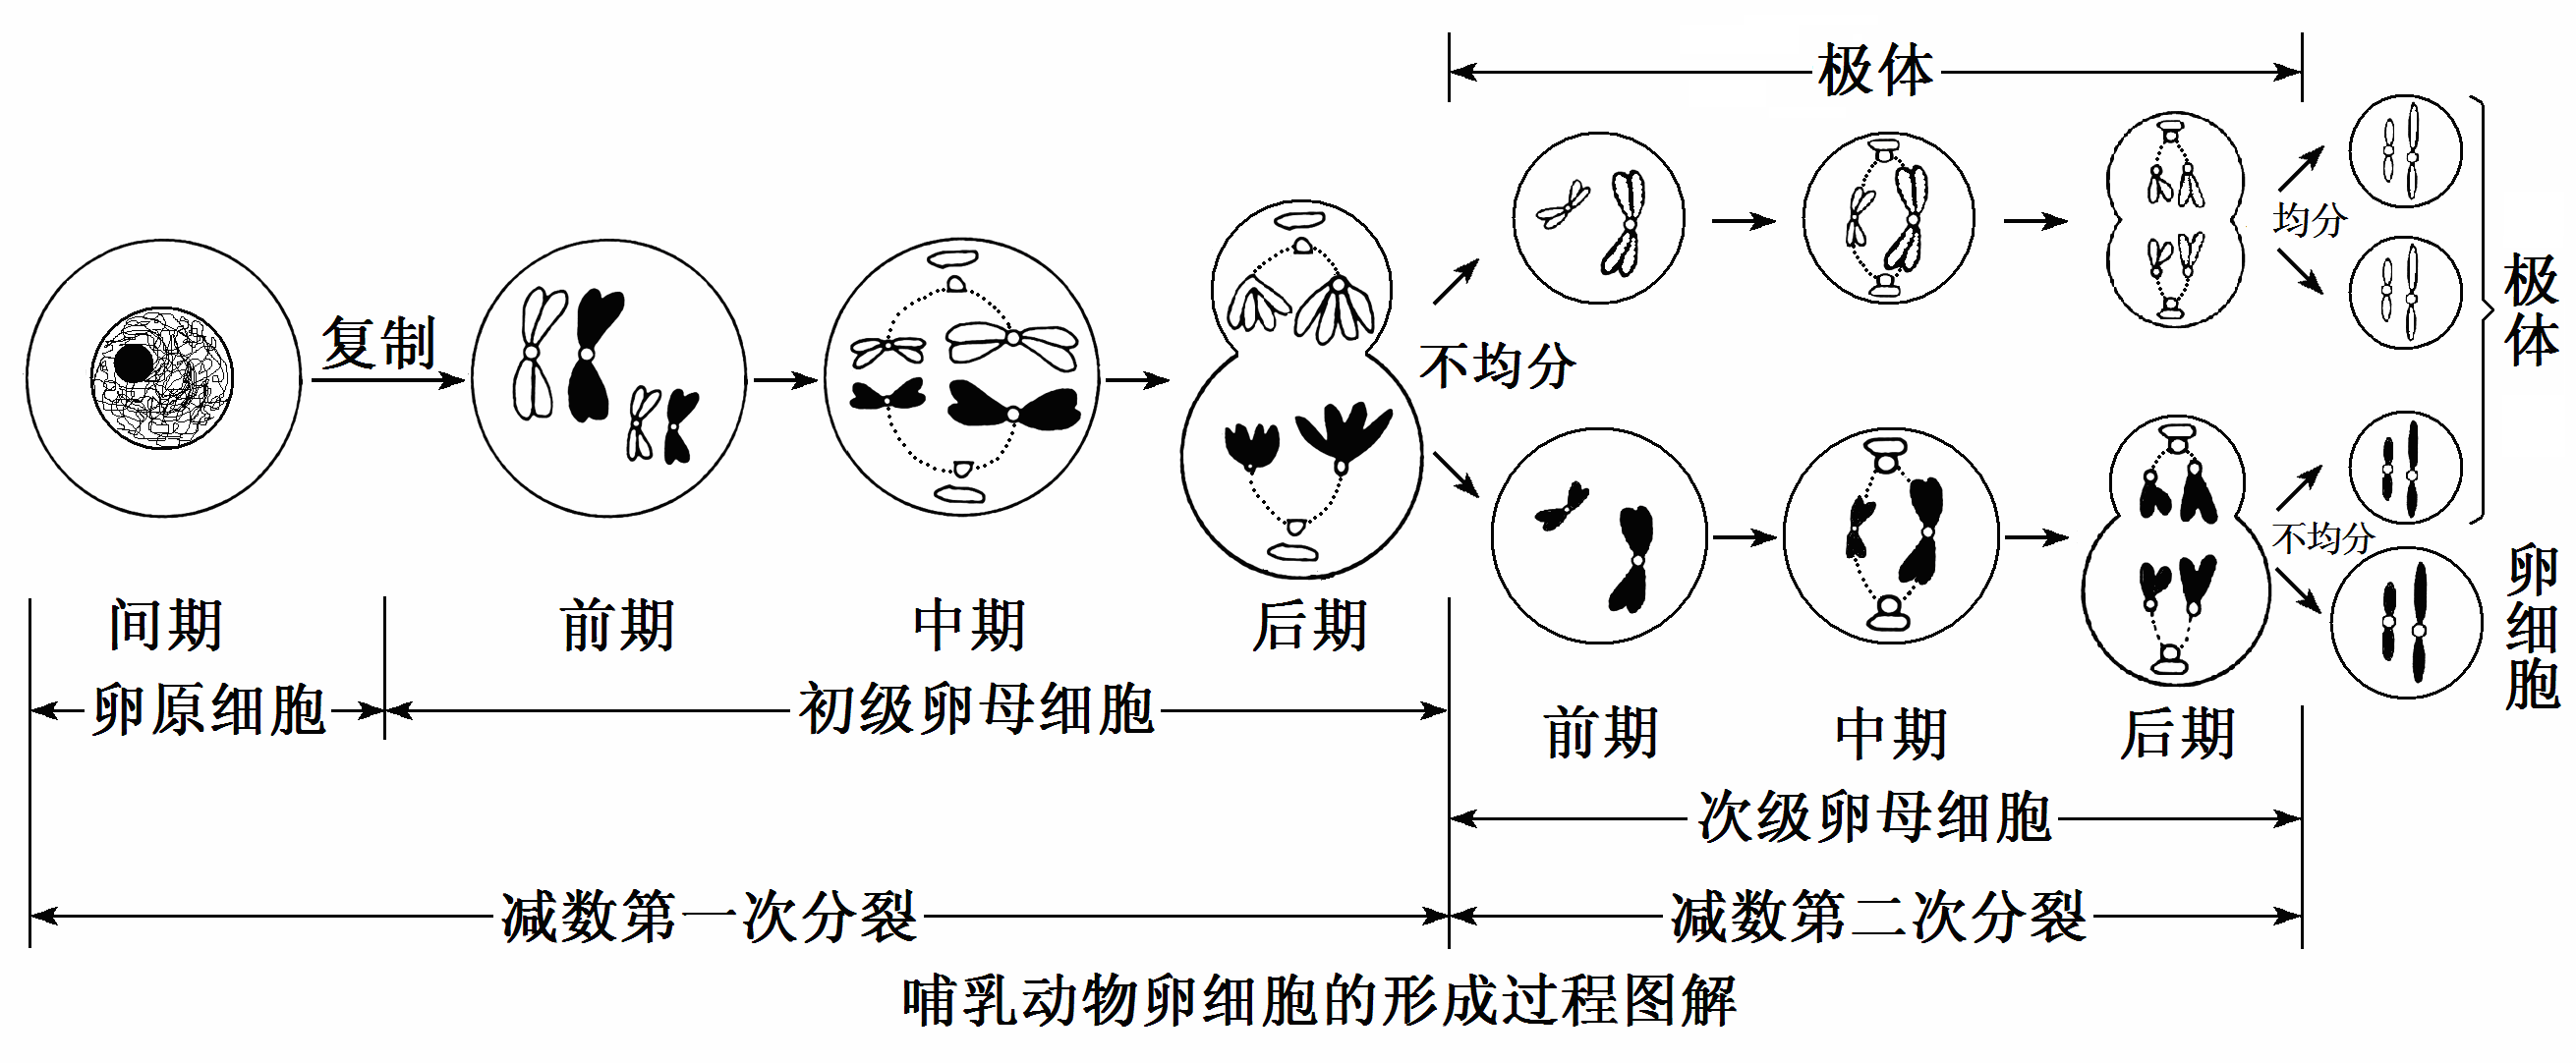 极体
复制
不均分
均分
不均分
极体
卵细胞
间期
前期
中期
后期
卵原细胞
初级卵母细胞
前期
中期
后期
次级卵母细胞
减数第一次分裂
减数第二次分裂
哺乳动物卵细胞的形成过程图解